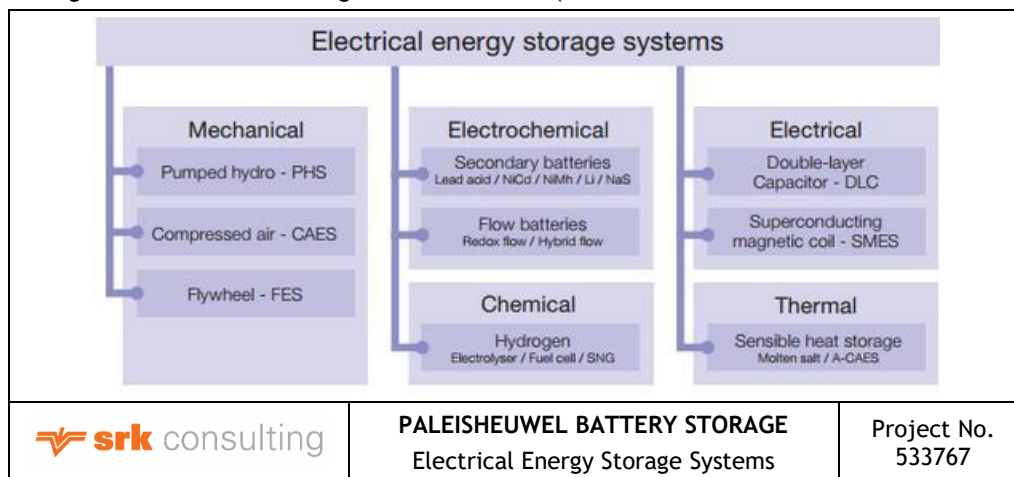 Electrical energy storage systems
Mechanical
Pumped hydro - PHS
Compressed air - CAES
Flywheel - FES
Electrochemical
Secondary batteries
Lead acid / NiCd / NiMh / Li / NaS
Flow batteries
Redox flow / Hybrid flow
Chemical
Hydrogen
Electrolyser / Fuel cell / SNG
Electrical
Double-layer
Capacitor - DLC
Superconducting
magnetic coil - SMES
Thermal
Sensible heat storage
Molten salt / A-CAES
srk consulting
PALEISHEUWEL BATTERY STORAGE
Electrical Energy Storage Systems
Project No.
533767